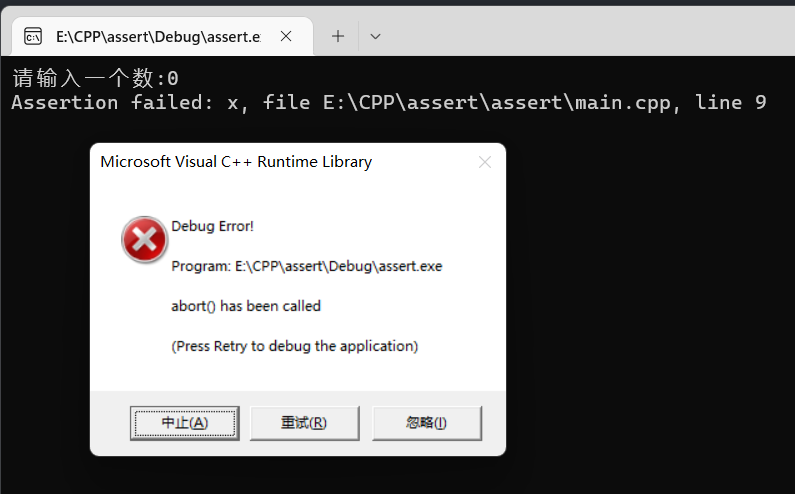 E:\CPP\assert\Debug\assert.e
请输入一个数:0
Assertion failed: x, file E:\CPP\assert\assert\main.cpp, line 9
Microsoft Visual C++ Runtime Library
Debug Error!
Program: E:\CPP\assert\Debug\assert.exe
abort() has been called
(Press Retry to debug the application)
中止(A) 重试(R) 忽略(I)